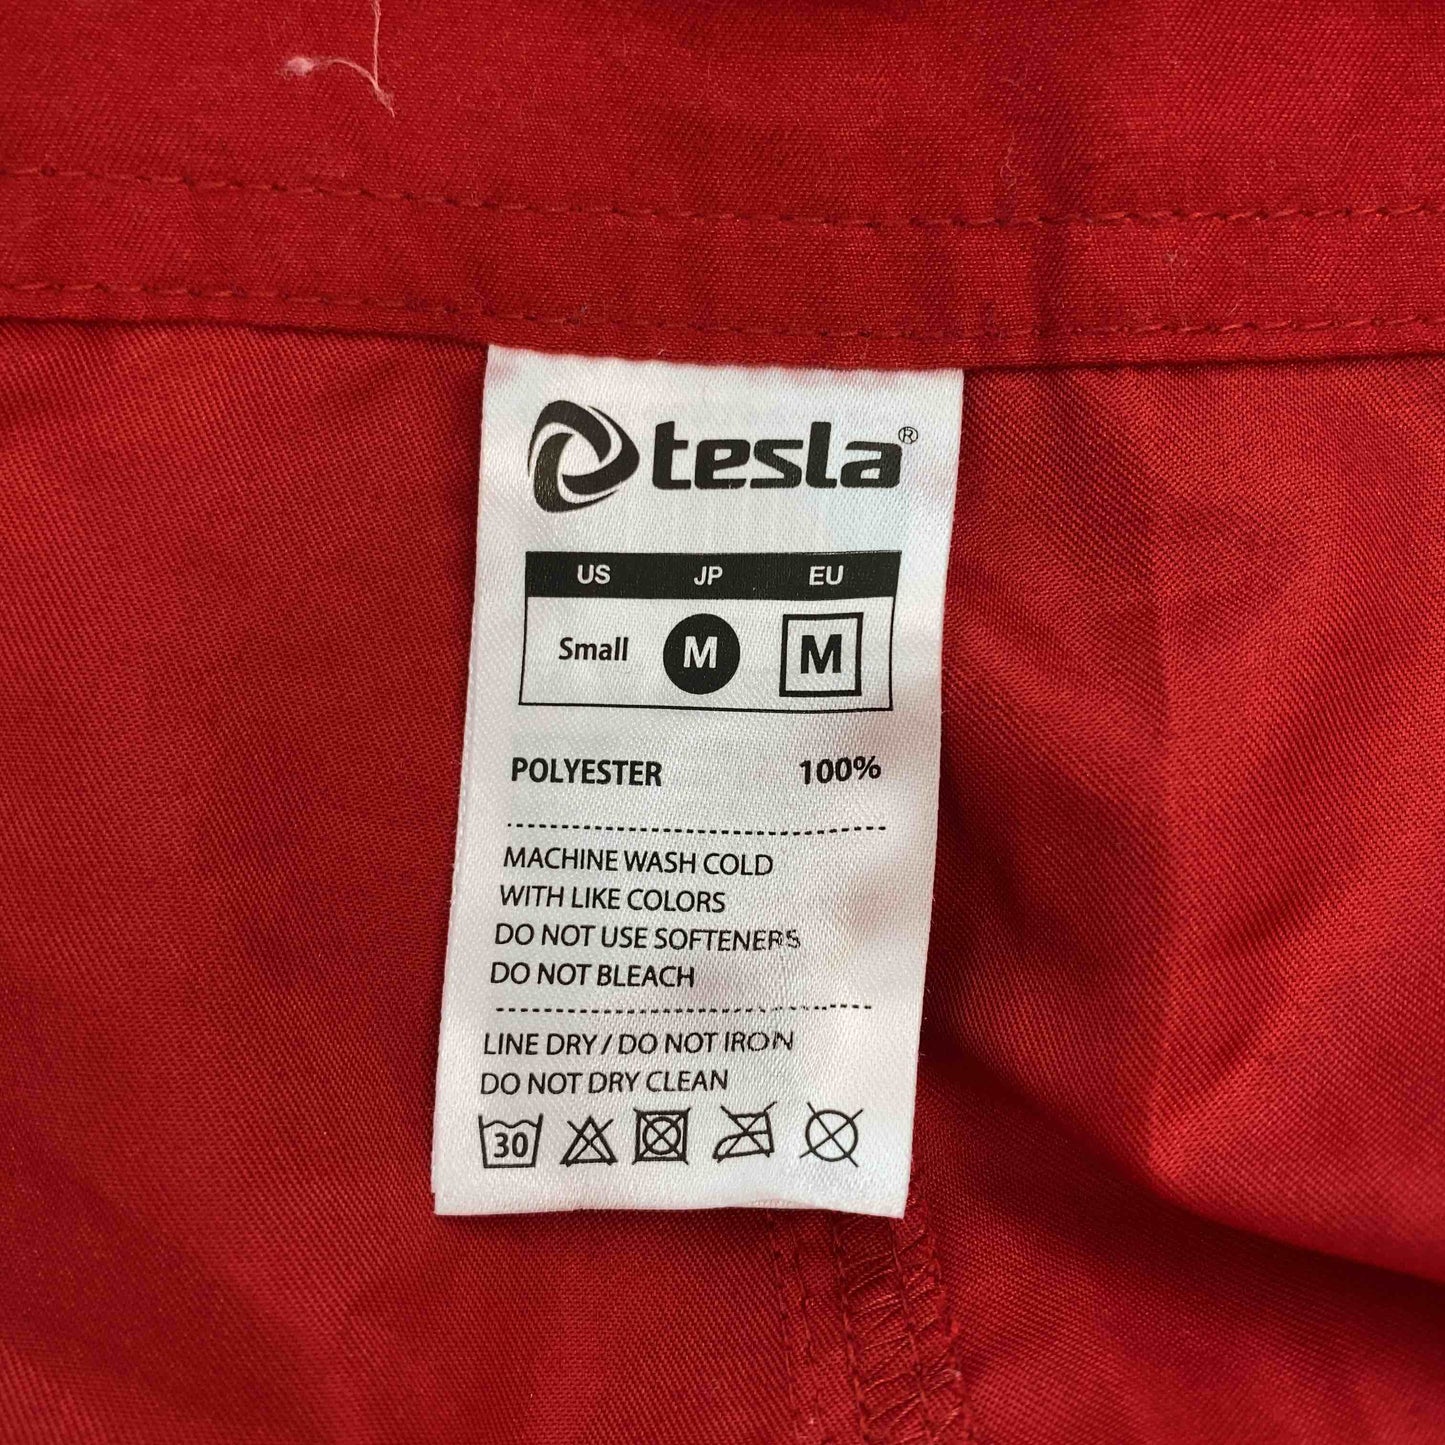 tesla®
US JP EU
Small M M
POLYESTER 100%
MACHINE WASH COLD
WITH LIKE COLORS
DO NOT USE SOFTENERS
DO NOT BLEACH
LINE DRY / DO NOT IRON
DO NOT DRY CLEAN
30